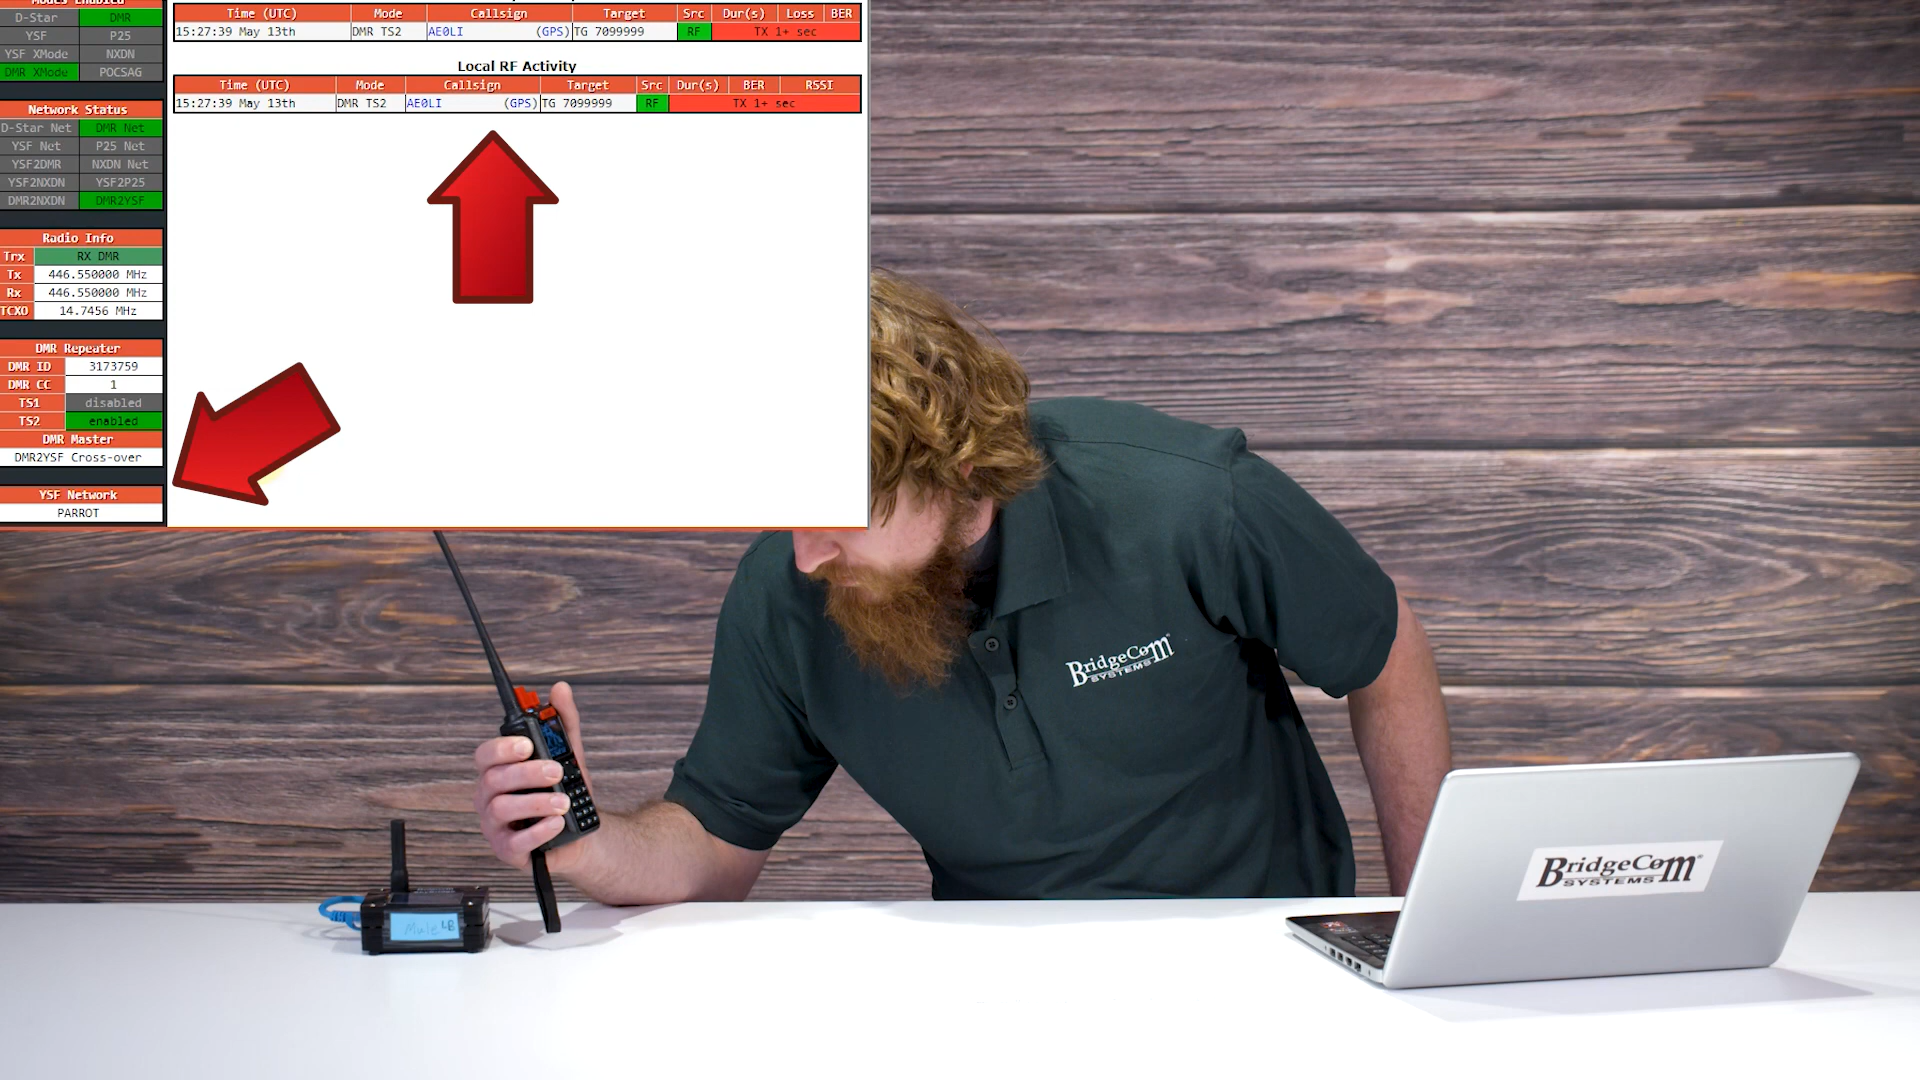 Modes Enabled
D-Star DMR
YSF P25
YSF XMode NXDN
DMR XMode POCSAG
Network Status
D-Star Net DMR Net
YSF Net P25 Net
YSF2DMR NXDN Net
YSF2NXDN YSF2P25
DMR2NXDN DMR2YSF
Radio Info
Trx RX DMR
Tx 446.550000 MHz
Rx 446.550000 MHz
TCXO 14.7456 MHz
DMR Repeater
DMR ID 3173759
DMR CC 1
TS1 disabled
TS2 enabled
DMR Master
DMR2YSF Cross-over
YSF Network
PARROT
Time (UTC) Mode Callsign Target Src Dur(s) Loss BER
15:27:39 May 13th DMR TS2 AE0LI (GPS) TG 7099999 RF TX 1+ sec
Local RF Activity
Time (UTC) Mode Callsign Target Src Dur(s) BER RSSI
15:27:39 May 13th DMR TS2 AE0LI (GPS) TG 7099999 RF TX 1+ sec
BridgeCom®
SYSTEMS
Mule LB
BridgeCom®
SYSTEMS